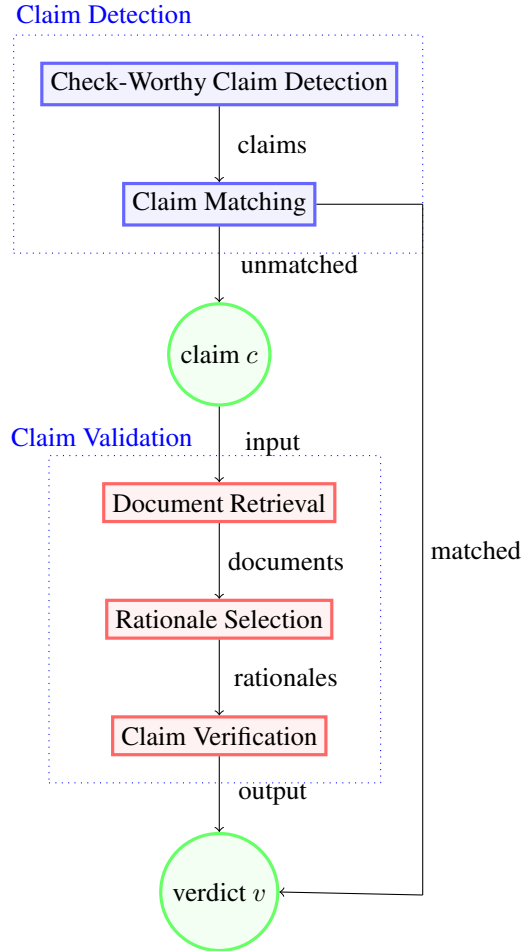 Claim Detection
Check-Worthy Claim Detection
claims
Claim Matching
unmatched
claim c
Claim Validation
input
Document Retrieval
matched
documents
Rationale Selection
rationales
Claim Verification
output
verdict v